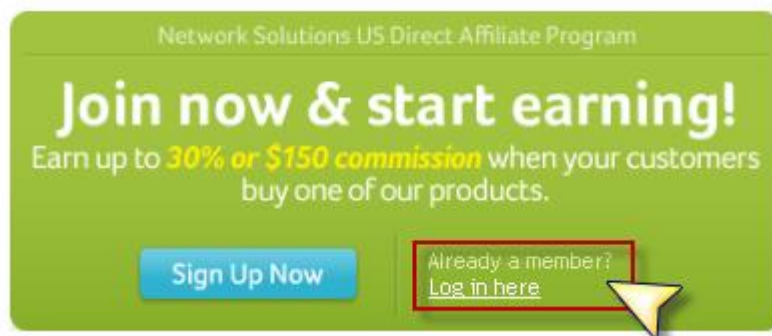 Network Solutions US Direct Affiliate Program
Join now & start earning!
Earn up to 30% or $150 commission when your customers
buy one of our products.
Sign Up Now
Already a member?
Log in here